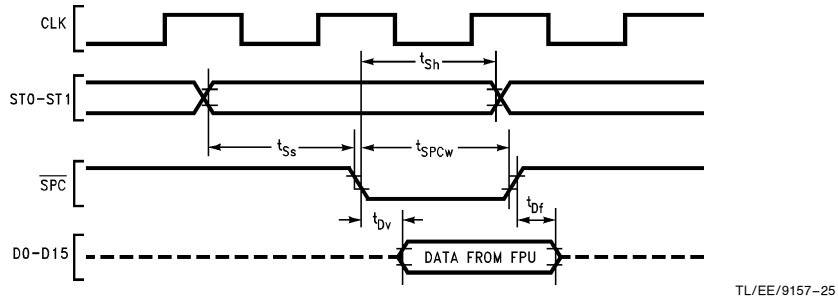 CLK
tSh
ST0-ST1
tSs
tSPCw
SPC
tDv
tDf
D0-D15
DATA FROM FPU
TL/EE/9157-25